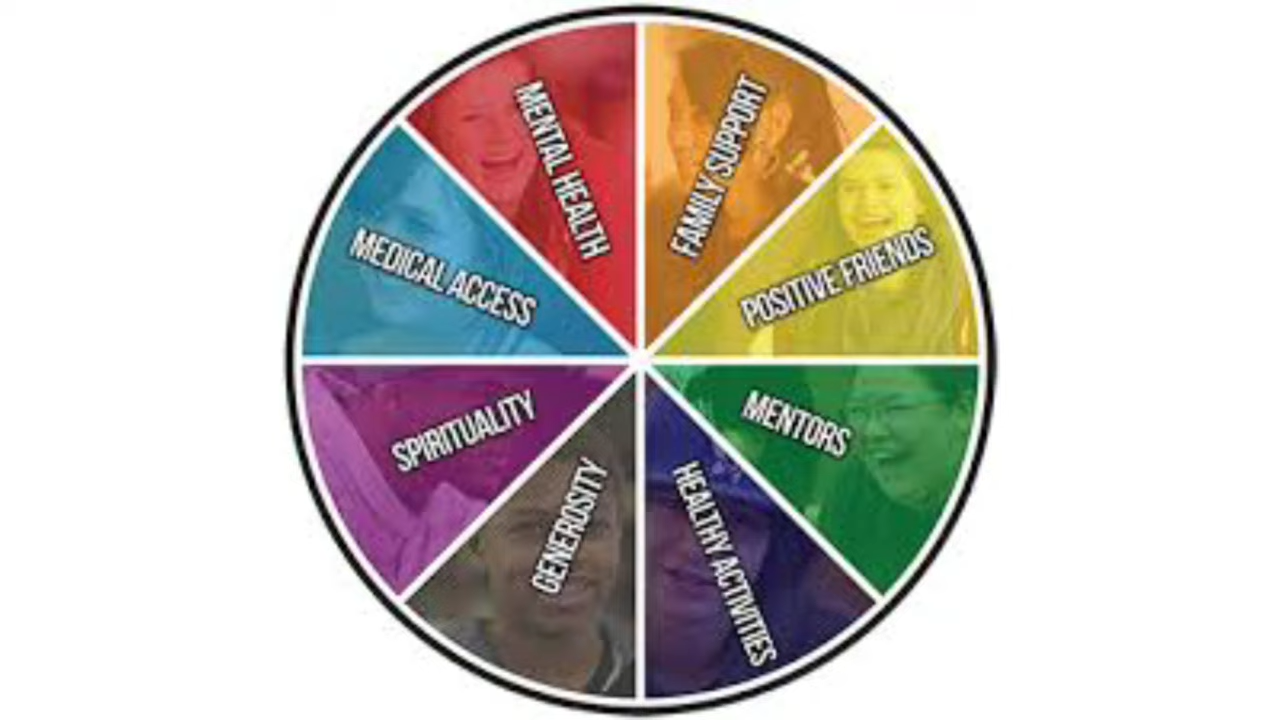 MENTAL HEALTH
FAMILY SUPPORT
POSITIVE FRIENDS
MENTORS
HEALTHY ACTIVITIES
GENEROSITY
SPIRITUALITY
MEDICAL ACCESS